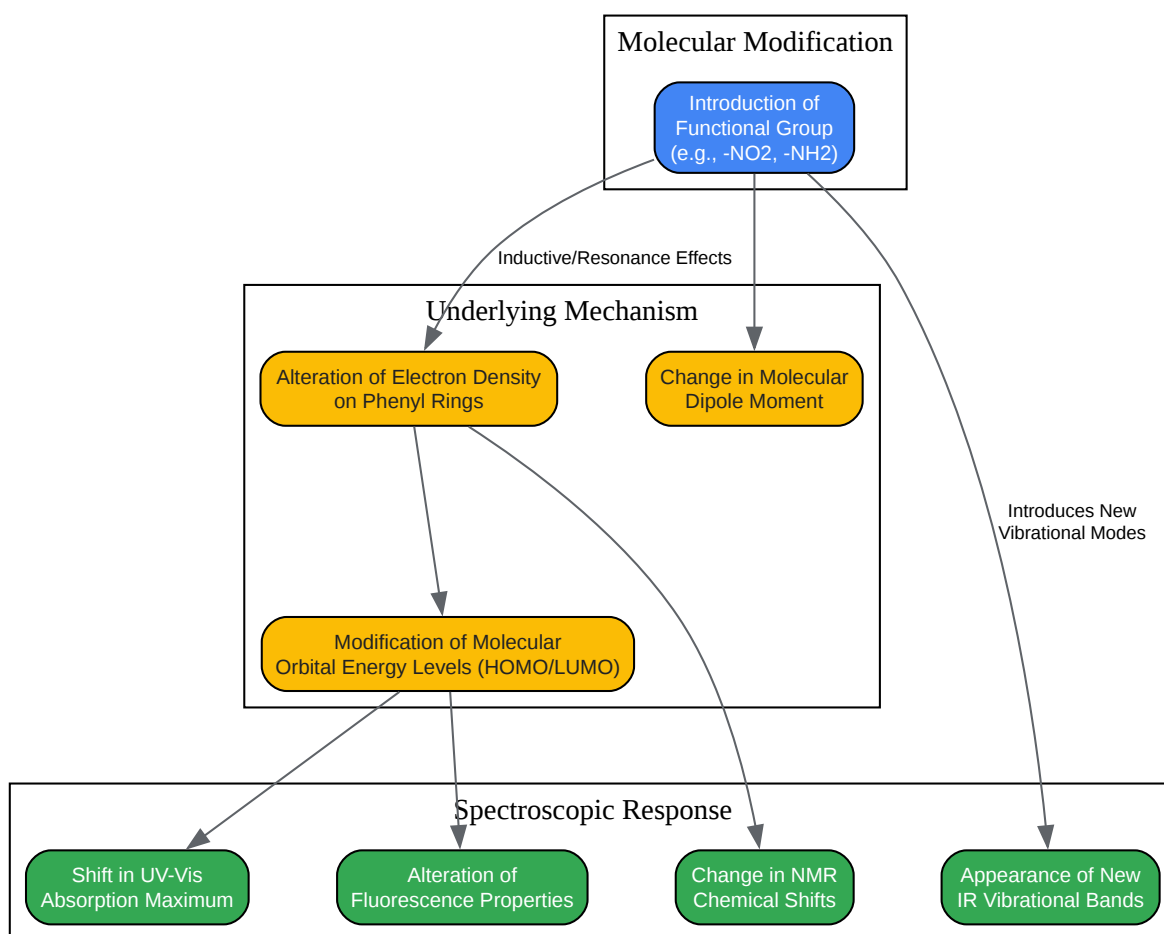 Molecular Modification
Introduction of
Functional Group
(e.g., -NO2, -NH2)
Inductive/Resonance Effects
Underlying Mechanism
Alteration of Electron Density
on Phenyl Rings
Change in Molecular
Dipole Moment
Introduces New
Vibrational Modes
Modification of Molecular
Orbital Energy Levels (HOMO/LUMO)
Spectroscopic Response
Shift in UV-Vis
Absorption Maximum
Alteration of
Fluorescence Properties
Change in NMR
Chemical Shifts
Appearance of New
IR Vibrational Bands